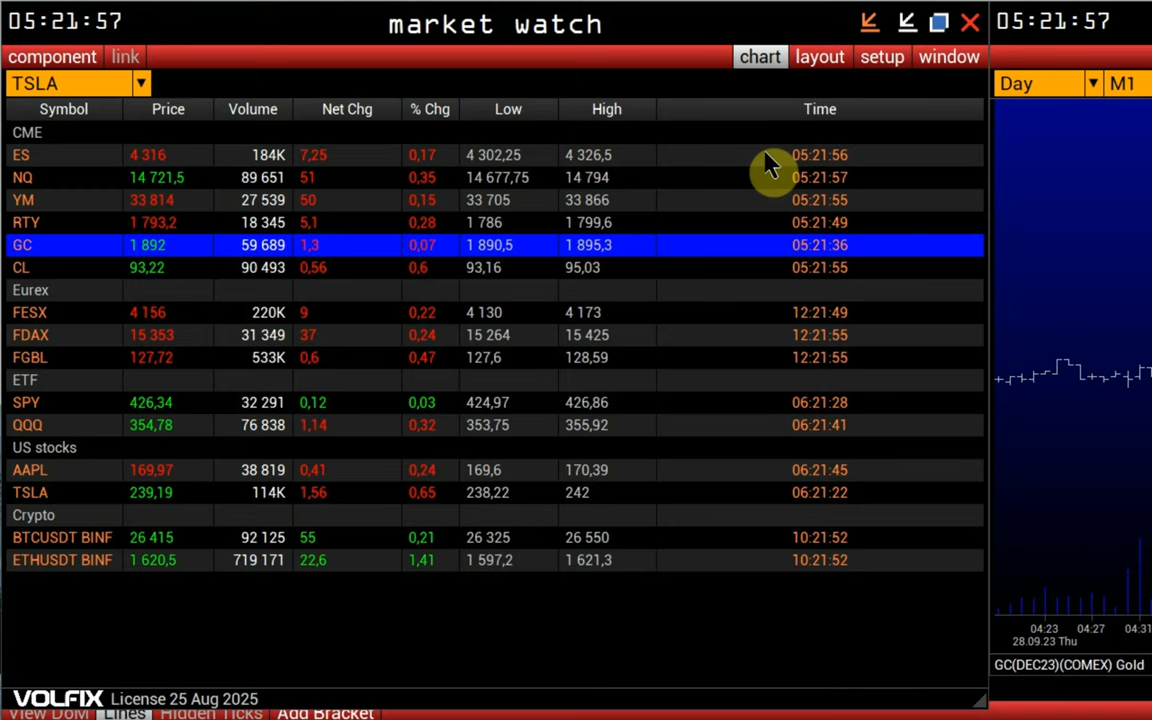 05:21:57 market watch 05:21:57
component link chart layout setup window
TSLA Day M1
Symbol Price Volume Net Chg % Chg Low High Time
CME
ES 4 316 184K 7,25 0,17 4 302,25 4 326,5 05:21:56
NQ 14 721,5 89 651 51 0,35 14 677,75 14 794 05:21:57
YM 33 814 27 539 50 0,15 33 705 33 866 05:21:55
RTY 1 793,2 18 345 5,1 0,28 1 786 1 799,6 05:21:49
GC 1 892 59 689 1,3 0,07 1 890,5 1 895,3 05:21:36
CL 93,22 90 493 0,56 0,6 93,16 95,03 05:21:55
Eurex
FESX 4 156 220K 9 0,22 4 130 4 173 12:21:49
FDAX 15 353 31 349 37 0,24 15 264 15 425 12:21:55
FGBL 127,72 533K 0,6 0,47 127,6 128,59 12:21:55
ETF
SPY 426,34 32 291 0,12 0,03 424,97 426,86 06:21:28
QQQ 354,78 76 838 1,14 0,32 353,75 355,92 06:21:41
US stocks
AAPL 169,97 38 819 0,41 0,24 169,6 170,39 06:21:45
TSLA 239,19 114K 1,56 0,65 238,22 242 06:21:22
Crypto
BTCUSDT BINF 26 415 92 125 55 0,21 26 325 26 550 10:21:52
ETHUSDT BINF 1 620,5 719 171 22,6 1,41 1 597,2 1 621,3 10:21:52
04:23 04:27 04:31
28.09.23 Thu
GC(DEC23)(COMEX) Gold
VOLFIX License 25 Aug 2025
View DoM Lines Hidden Ticks Add Bracket